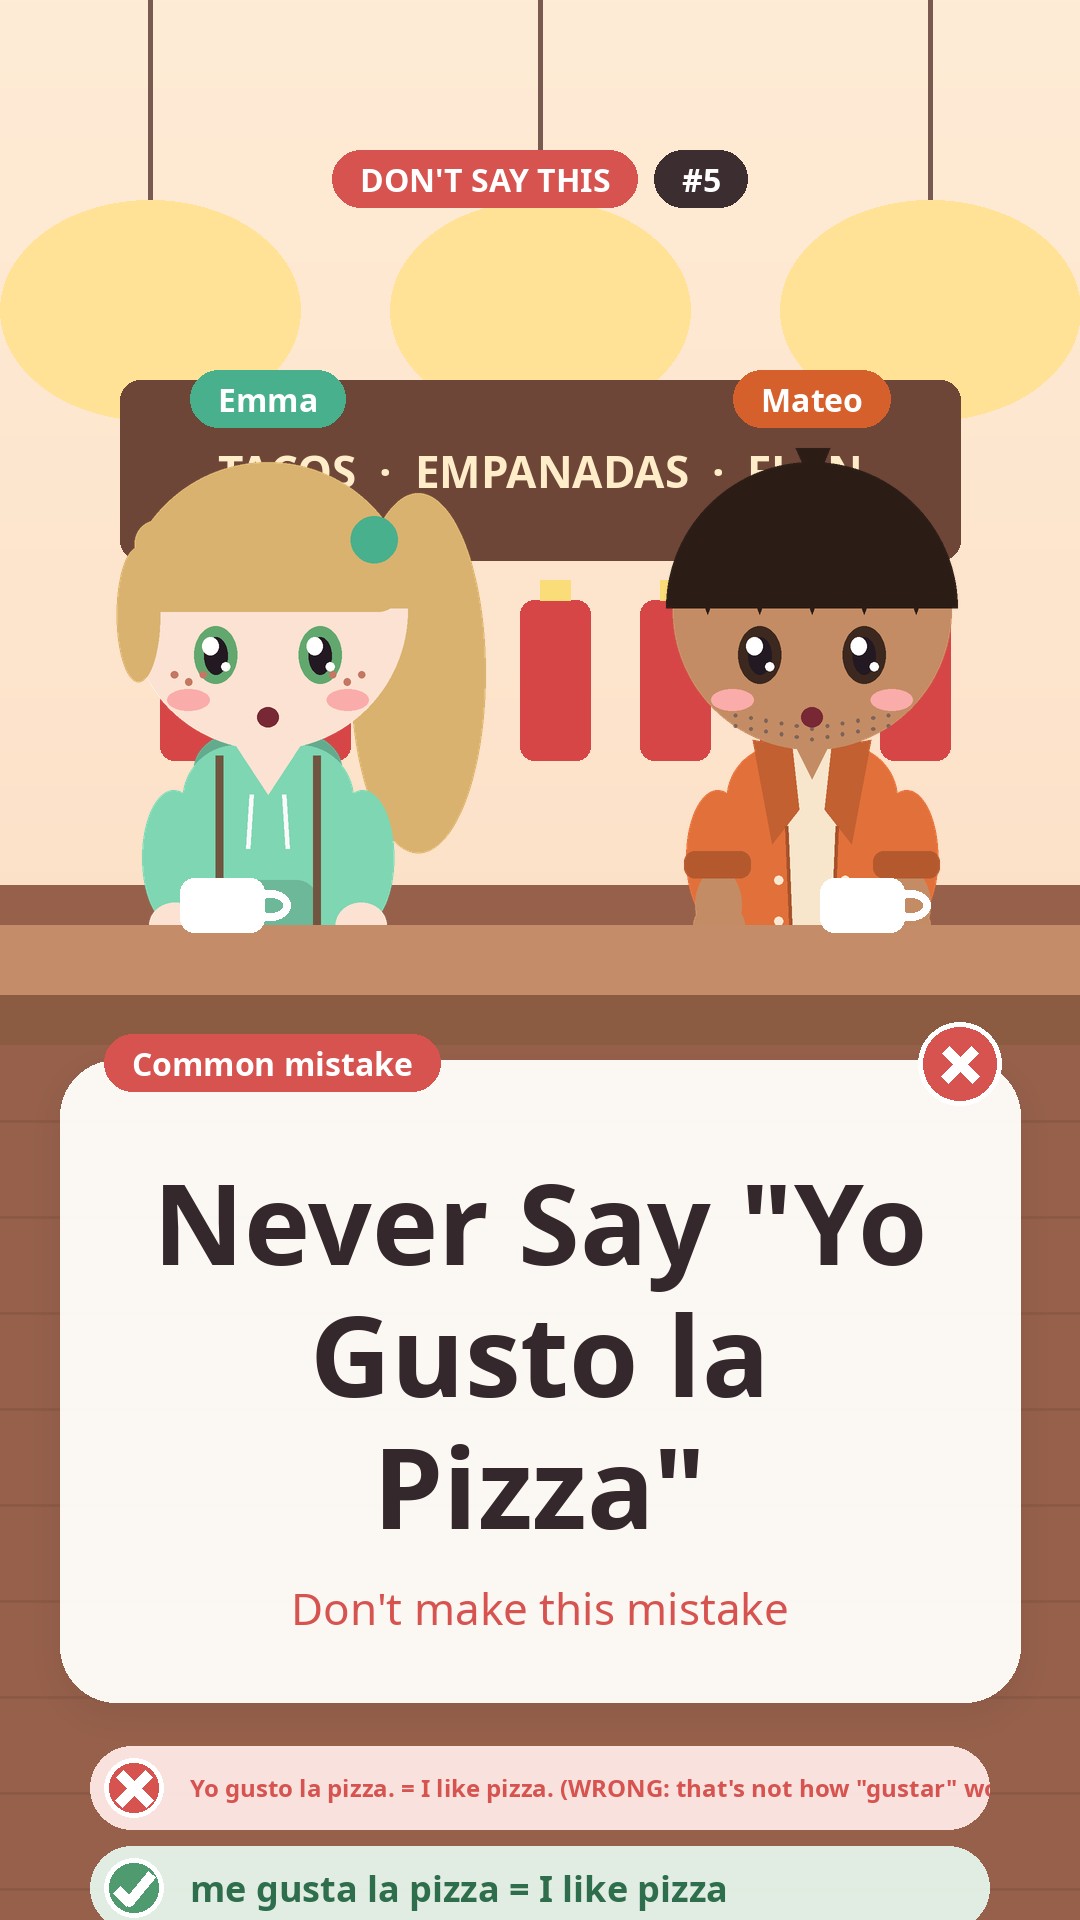 DON'T SAY THIS #5
Emma
Mateo
TACOS · EMPANADAS ·
Common mistake
Never Say "Yo
Gusto la
Pizza"
Don't make this mistake
Yo gusto la pizza. = I like pizza. (WRONG: that's not how "gustar"
me gusta la pizza = I like pizza